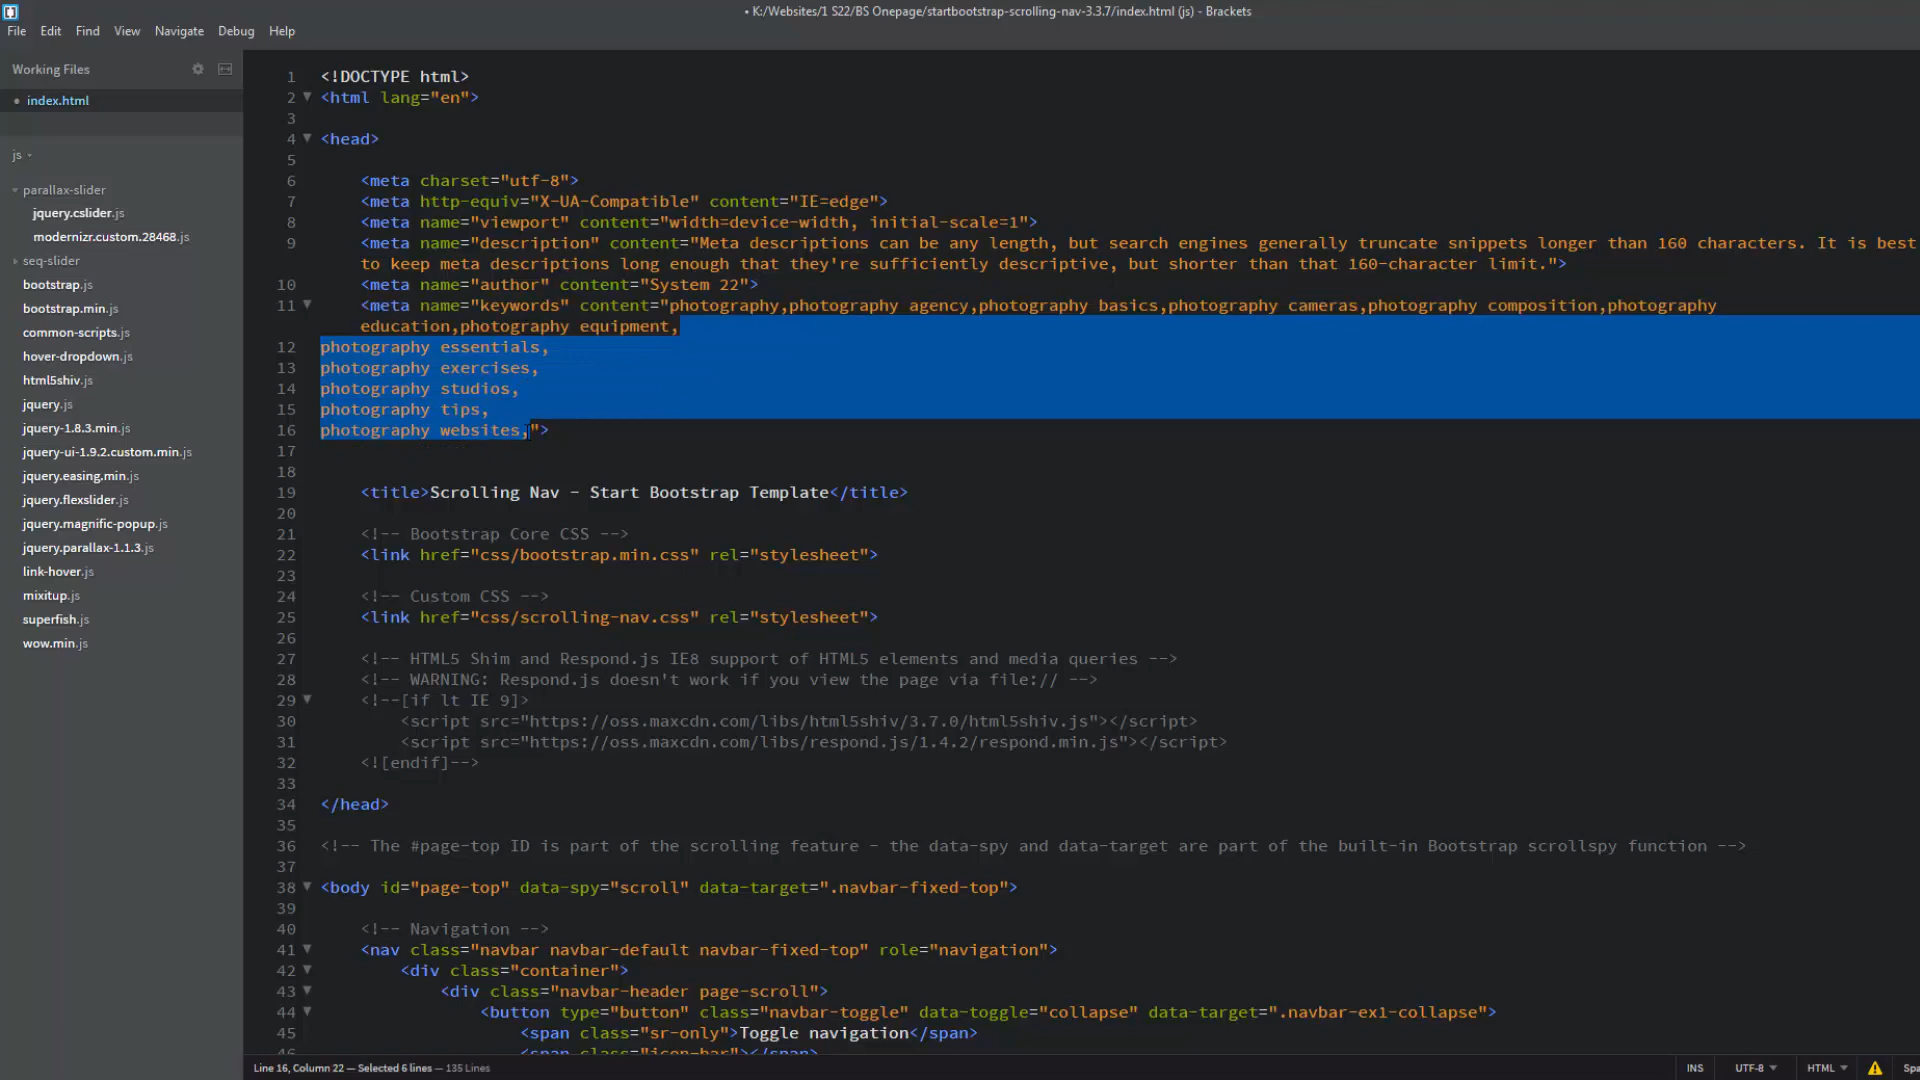 • K:/Websites/1 S22/BS Onepage/startbootstrap-scrolling-nav-3.3.7/index.html (js) - Brackets
File Edit Find View Navigate Debug Help
Working Files
• index.html
js
parallax-slider
jquery.cslider.js
modernizr.custom.28468.js
seq-slider
bootstrap.js
bootstrap.min.js
common-scripts.js
hover-dropdown.js
html5shiv.js
jquery.js
jquery-1.8.3.min.js
jquery-ui-1.9.2.custom.min.js
jquery.easing.min.js
jquery.flexslider.js
jquery.magnific-popup.js
jquery.parallax-1.1.3.js
link-hover.js
mixitup.js
superfish.js
wow.min.js
1 <!DOCTYPE html>
2 <html lang="en">
3
4 <head>
5
6 <meta charset="utf-8">
7 <meta http-equiv="X-UA-Compatible" content="IE=edge">
8 <meta name="viewport" content="width=device-width, initial-scale=1">
9 <meta name="description" content="Meta descriptions can be any length, but search engines generally truncate snippets longer than 160 characters. It is best
to keep meta descriptions long enough that they're sufficiently descriptive, but shorter than that 160-character limit.">
10 <meta name="author" content="System 22">
11 <meta name="keywords" content="photography,photography agency,photography basics,photography cameras,photography composition,photography
education,photography equipment,
12 photography essentials,
13 photography exercises,
14 photography studios,
15 photography tips,
16 photography websites,">
17
18
19 <title>Scrolling Nav - Start Bootstrap Template</title>
20
21 <!-- Bootstrap Core CSS -->
22 <link href="css/bootstrap.min.css" rel="stylesheet">
23
24 <!-- Custom CSS -->
25 <link href="css/scrolling-nav.css" rel="stylesheet">
26
27 <!-- HTML5 Shim and Respond.js IE8 support of HTML5 elements and media queries -->
28 <!-- WARNING: Respond.js doesn't work if you view the page via file:// -->
29 <!--[if lt IE 9]>
30 <script src="https://oss.maxcdn.com/libs/html5shiv/3.7.0/html5shiv.js"></script>
31 <script src="https://oss.maxcdn.com/libs/respond.js/1.4.2/respond.min.js"></script>
32 <![endif]-->
33
34 </head>
35
36 <!-- The #page-top ID is part of the scrolling feature - the data-spy and data-target are part of the built-in Bootstrap scrollspy function -->
37
38 <body id="page-top" data-spy="scroll" data-target=".navbar-fixed-top">
39
40 <!-- Navigation -->
41 <nav class="navbar navbar-default navbar-fixed-top" role="navigation">
42 <div class="container">
43 <div class="navbar-header page-scroll">
44 <button type="button" class="navbar-toggle" data-toggle="collapse" data-target=".navbar-ex1-collapse">
45 <span class="sr-only">Toggle navigation</span>
46 <span class="icon-bar"></span>
Line 16, Column 22 — Selected 6 lines — 135 Lines
INS UTF-8 HTML Spa